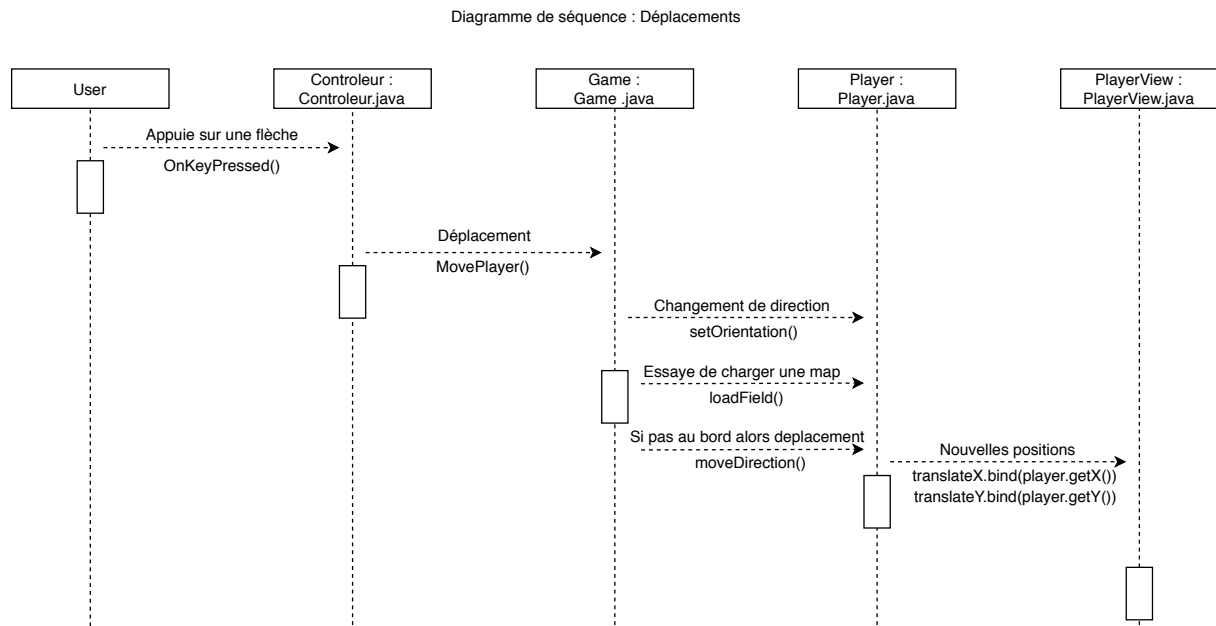 Diagramme de séquence : Déplacements
User
Controleur :
Controleur.java
Game :
Game .java
Player :
Player.java
PlayerView :
PlayerView.java
Appuie sur une flèche
OnKeyPressed()
Déplacement
MovePlayer()
Changement de direction
setOrientation()
Essaye de charger une map
loadField()
Si pas au bord alors deplacement
moveDirection()
Nouvelles positions
translateX.bind(player.getX())
translateY.bind(player.getY())